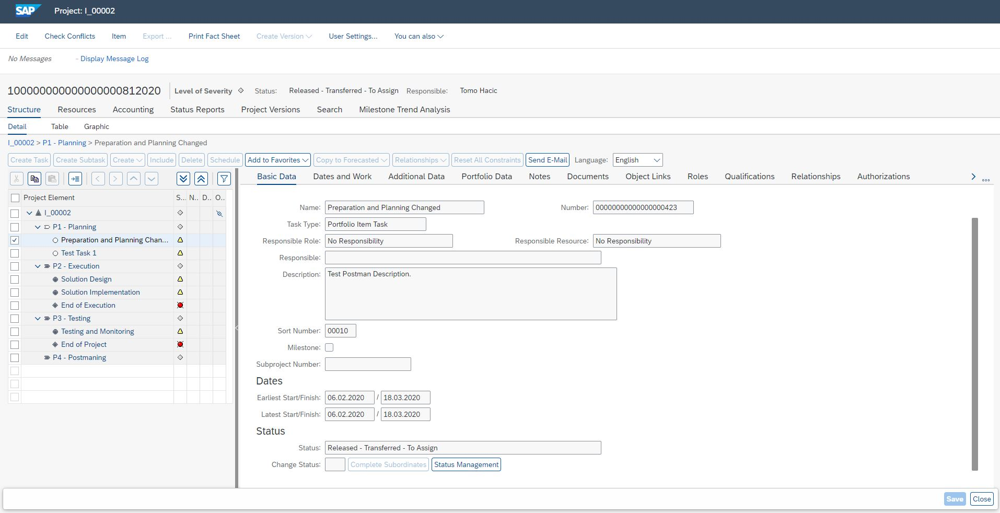 SAP Project: I_00002
Edit Check Conflicts Item Export ... Print Fact Sheet Create Version User Settings... You can also
No Messages - Display Message Log
10000000000000000812020 Level of Severity Status: Released - Transferred - To Assign Responsible: Tomo Hacic
Structure Resources Accounting Status Reports Project Versions Search Milestone Trend Analysis
Detail Table Graphic
I_00002 > P1 - Planning > Preparation and Planning Changed
Create Task Create Subtask Create Include Delete Schedule Add to Favorites Copy to Forecasted Relationships Reset All Constraints Send E-Mail Language: English
Basic Data Dates and Work Additional Data Portfolio Data Notes Documents Object Links Roles Qualifications Relationships Authorizations
Project Element S... N.. D.. O..
I_00002
P1 - Planning
Preparation and Planning Chan...
Test Task 1
P2 - Execution
Solution Design
Solution Implementation
End of Execution
P3 - Testing
Testing and Monitoring
End of Project
P4 - Postmaning
Name: Preparation and Planning Changed Number: 00000000000000000423
Task Type: Portfolio Item Task
Responsible Role: No Responsibility Responsible Resource: No Responsibility
Responsible:
Description: Test Postman Description.
Sort Number: 00010
Milestone:
Subproject Number:
Dates
Earliest Start/Finish: 06.02.2020 / 18.03.2020
Latest Start/Finish: 06.02.2020 / 18.03.2020
Status
Status: Released - Transferred - To Assign
Change Status: Complete Subordinates Status Management
Save Close